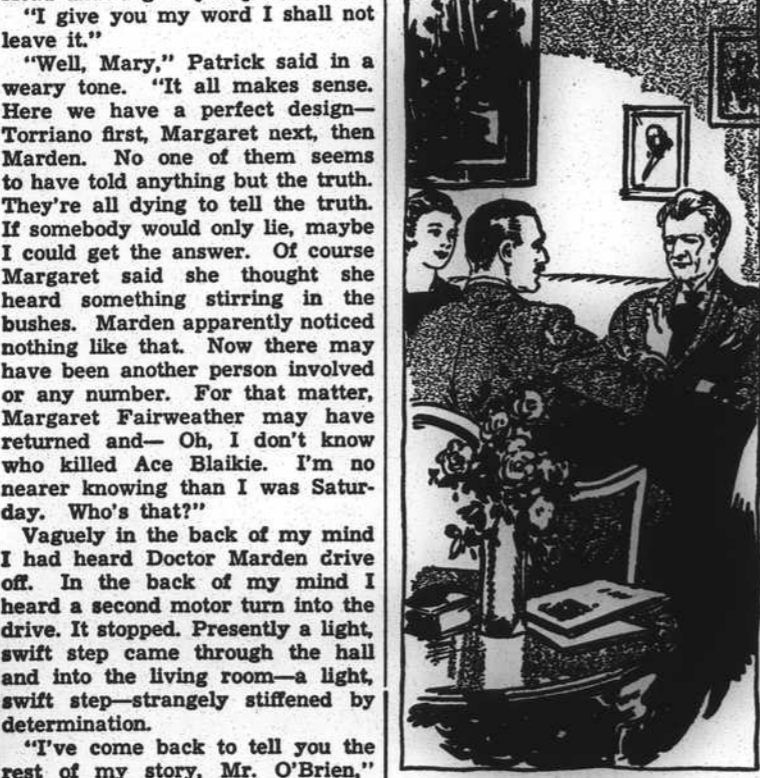 "I give you my word I shall not
leave it."
"Well, Mary," Patrick said in a
weary tone. "It all makes sense.
Here we have a perfect design—
Torriano first, Margaret next, then
Marden. No one of them seems
to have told anything but the truth.
They're all dying to tell the truth.
If somebody would only lie, maybe
I could get the answer. Of course
Margaret said she thought she
heard something stirring in the
bushes. Marden apparently noticed
nothing like that. Now there may
have been another person involved
or any number. For that matter,
Margaret Fairweather may have
returned and— Oh, I don't know
who killed Ace Blaikie. I'm no
nearer knowing than I was Satur-
day. Who's that?"
Vaguely in the back of my mind
I had heard Doctor Marden drive
off. In the back of my mind I
heard a second motor turn into the
drive. It stopped. Presently a light,
swift step came through the hall
and into the living room—a light,
swift step—strangely stiffened by
determination.
"I've come back to tell you the
rest of my story, Mr. O'Brien,"